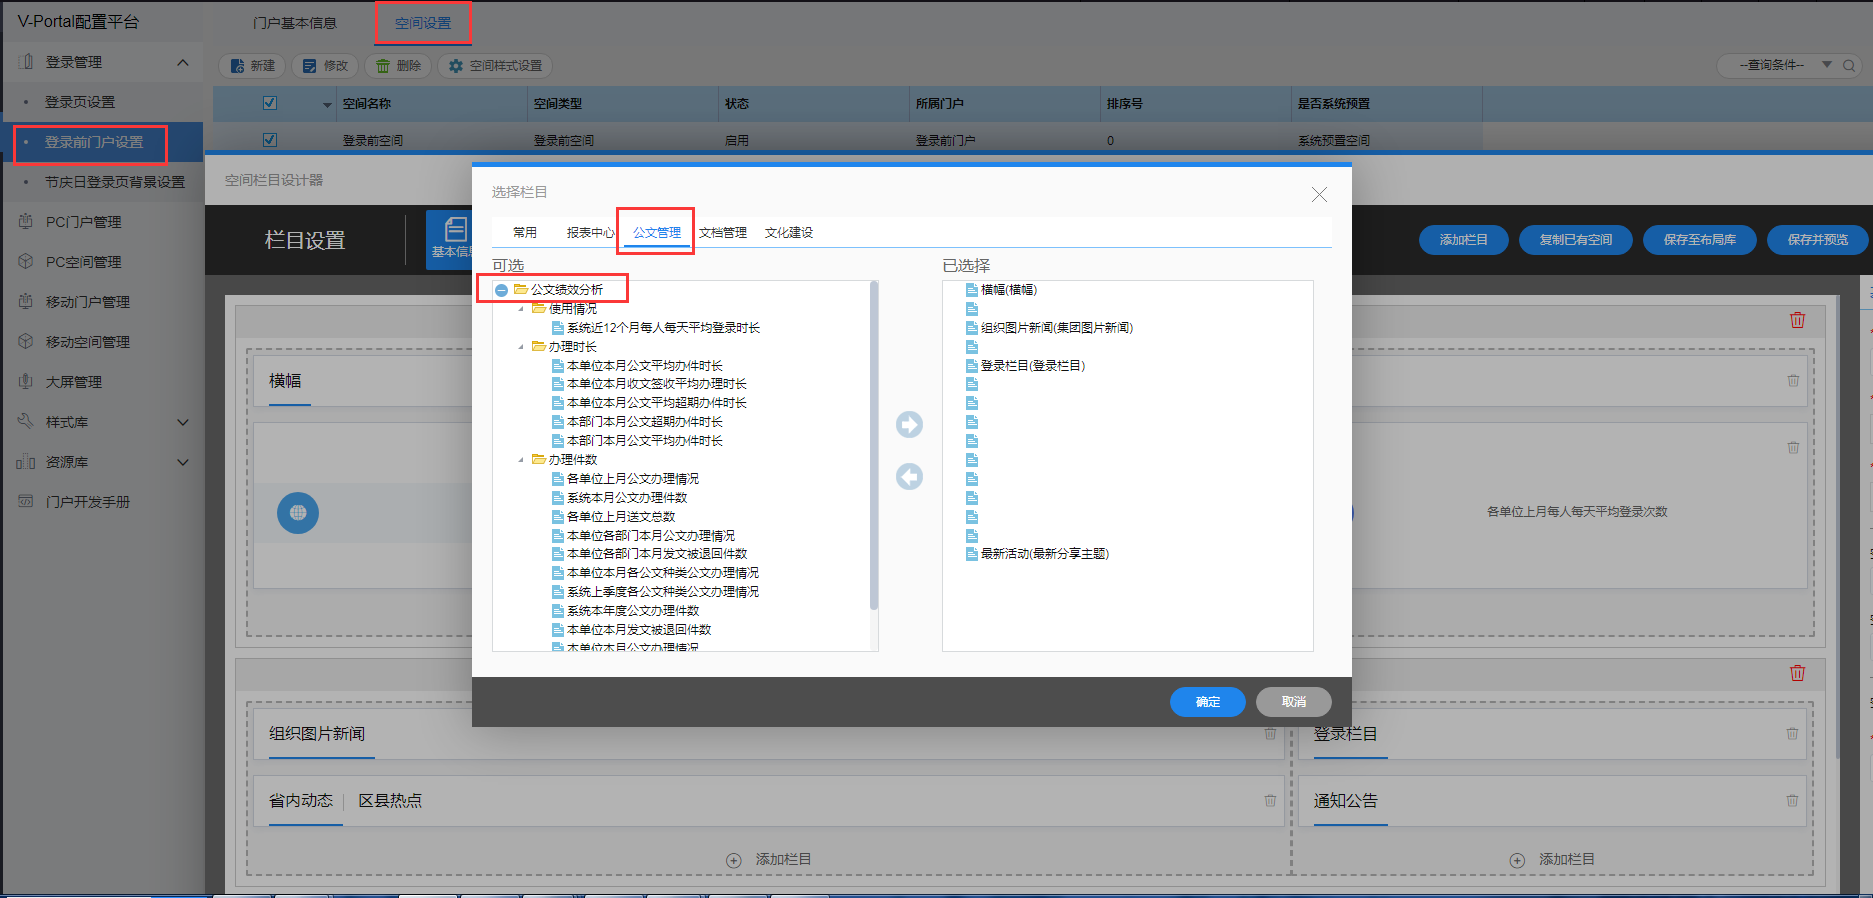 V-Portal配置平台
门户基本信息
空间设置
登录管理
新建
修改
删除
空间样式设置
--查询条件--
登录页设置
空间名称
空间类型
状态
所属门户
排序号
是否系统预置
登录前门户设置
登录前空间
登录前空间
启用
登录前门户
0
系统预置空间
节庆日登录页背景设置
PC门户管理
PC空间管理
移动门户管理
移动空间管理
大屏管理
样式库
资源库
门户开发手册
空间栏目设计器
栏目设置
基本信息
添加栏目
复制已有空间
保存至布局库
保存并预览
选择栏目
常用
报表中心
公文管理
文档管理
文化建设
可选
公文绩效分析
使用情况
系统近12个月每人每天平均登录时长
办理时长
本单位本月公文平均办件时长
本单位本月收文签收平均办理时长
本单位本月公文平均超期办件时长
本部门本月公文超期办件时长
本部门本月公文平均办件时长
办理件数
各单位上月公文办理情况
系统本月公文办理件数
各单位上月送文总数
本单位各部门本月公文办理情况
本单位各部门本月发文被退回件数
本单位本月各公文种类公文办理情况
系统上季度各公文种类公文办理情况
系统本年度公文办理件数
本单位本月发文被退回件数
本单位本月公文办理情况
已选择
横幅(横幅)
组织图片新闻(集团图片新闻)
登录栏目(登录栏目)
最新活动(最新分享主题)
确定
取消
横幅
各单位上月每人每天平均登录次数
组织图片新闻
登录栏目
省内动态
区县热点
通知公告
添加栏目
添加栏目